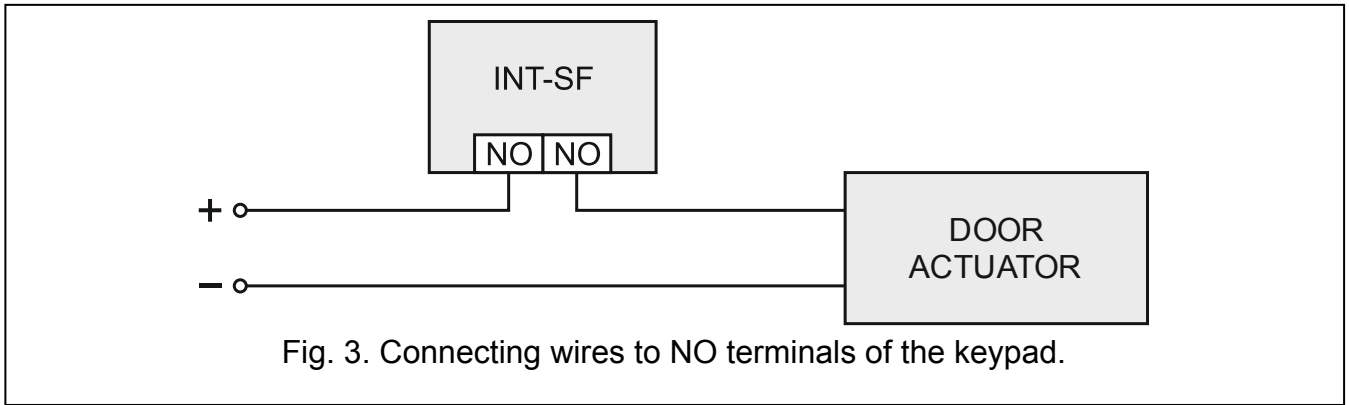 INT-SF
NO NO
+
DOOR
ACTUATOR
−
Fig. 3. Connecting wires to NO terminals of the keypad.